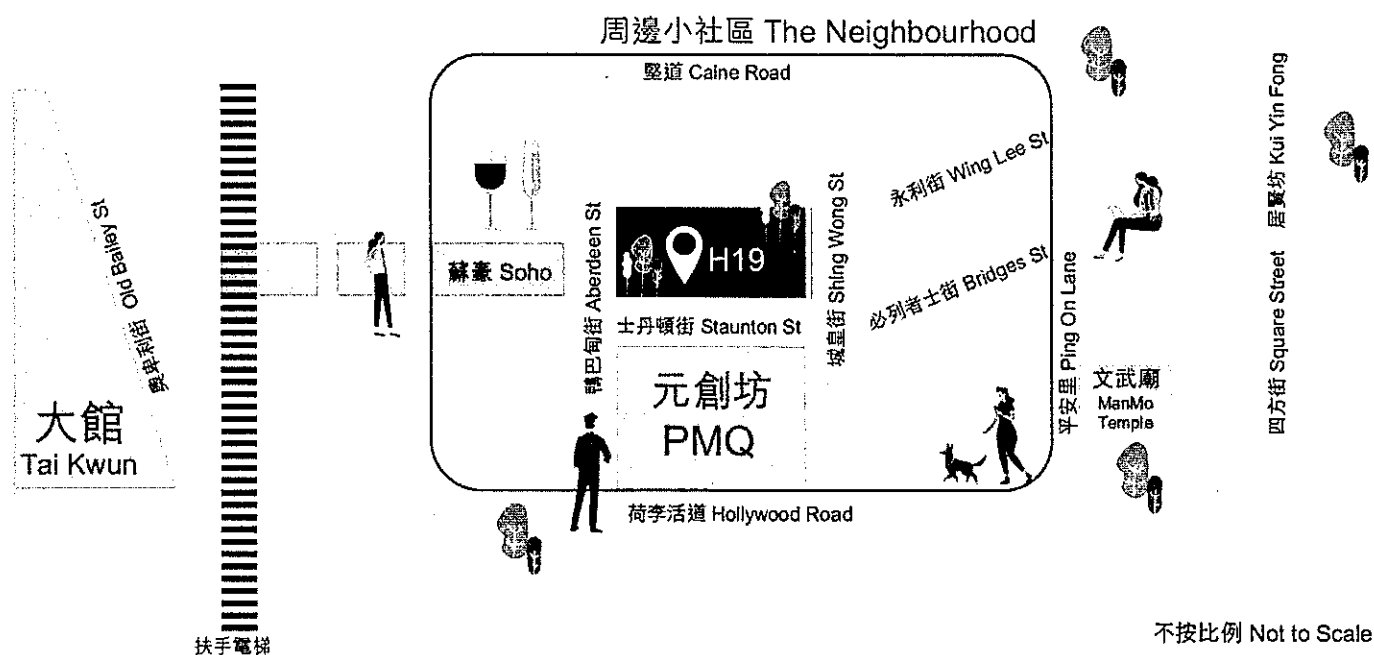 周邊小社區 The Neighbourhood
堅道 Caine Road
奧卑利街 Old Bailey St
大館
Tai Kwun
扶手電梯
蘇豪 Soho
鴨巴甸街 Aberdeen St
H19
士丹頓街 Staunton St
元創坊
PMQ
城皇街 Shing Wong St
永利街 Wing Lee St
必列者士街 Bridges St
平安里 Ping On Lane
文武廟
ManMo
Temple
四方街 Square Street 居賢坊 Kui Yin Fong
荷李活道 Hollywood Road
不按比例 Not to Scale